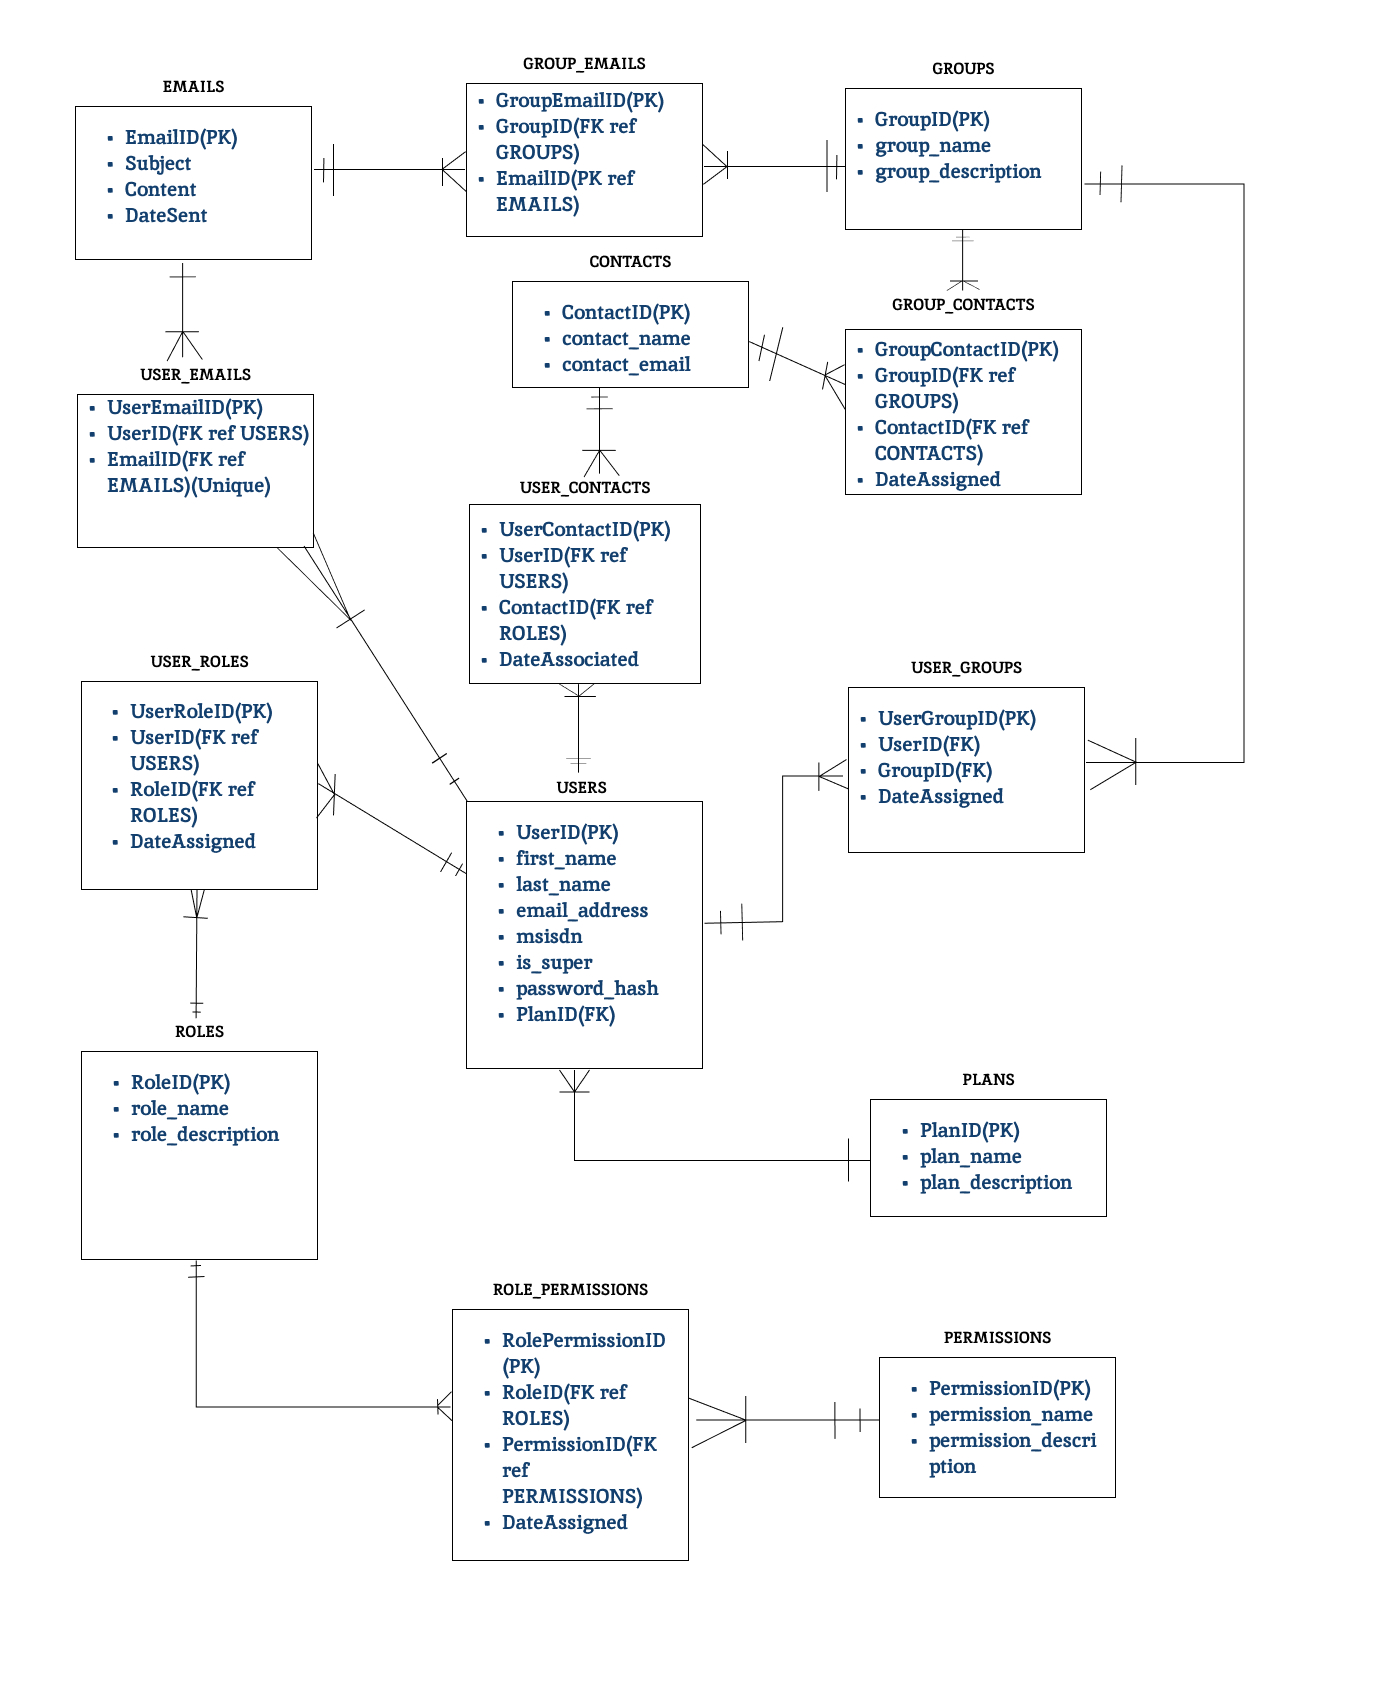 EMAILS
EmailID(PK)
Subject
Content
DateSent
GROUP_EMAILS
GroupEmailID(PK)
GroupID(FK ref
GROUPS)
EmailID(PK ref
EMAILS)
GROUPS
GroupID(PK)
group_name
group_description
CONTACTS
ContactID(PK)
contact_name
contact_email
GROUP_CONTACTS
GroupContactID(PK)
GroupID(FK ref
GROUPS)
ContactID(FK ref
CONTACTS)
DateAssigned
USER_EMAILS
UserEmailID(PK)
UserID(FK ref USERS)
EmailID(FK ref
EMAILS)(Unique)
USER_CONTACTS
UserContactID(PK)
UserID(FK ref
USERS)
ContactID(FK ref
ROLES)
DateAssociated
USER_ROLES
UserRoleID(PK)
UserID(FK ref
USERS)
RoleID(FK ref
ROLES)
DateAssigned
USER_GROUPS
UserGroupID(PK)
UserID(FK)
GroupID(FK)
DateAssigned
USERS
UserID(PK)
first_name
last_name
email_address
msisdn
is_super
password_hash
PlanID(FK)
ROLES
RoleID(PK)
role_name
role_description
PLANS
PlanID(PK)
plan_name
plan_description
ROLE_PERMISSIONS
RolePermissionID
(PK)
RoleID(FK ref
ROLES)
PermissionID(FK
ref
PERMISSIONS)
DateAssigned
PERMISSIONS
PermissionID(PK)
permission_name
permission_descri
ption